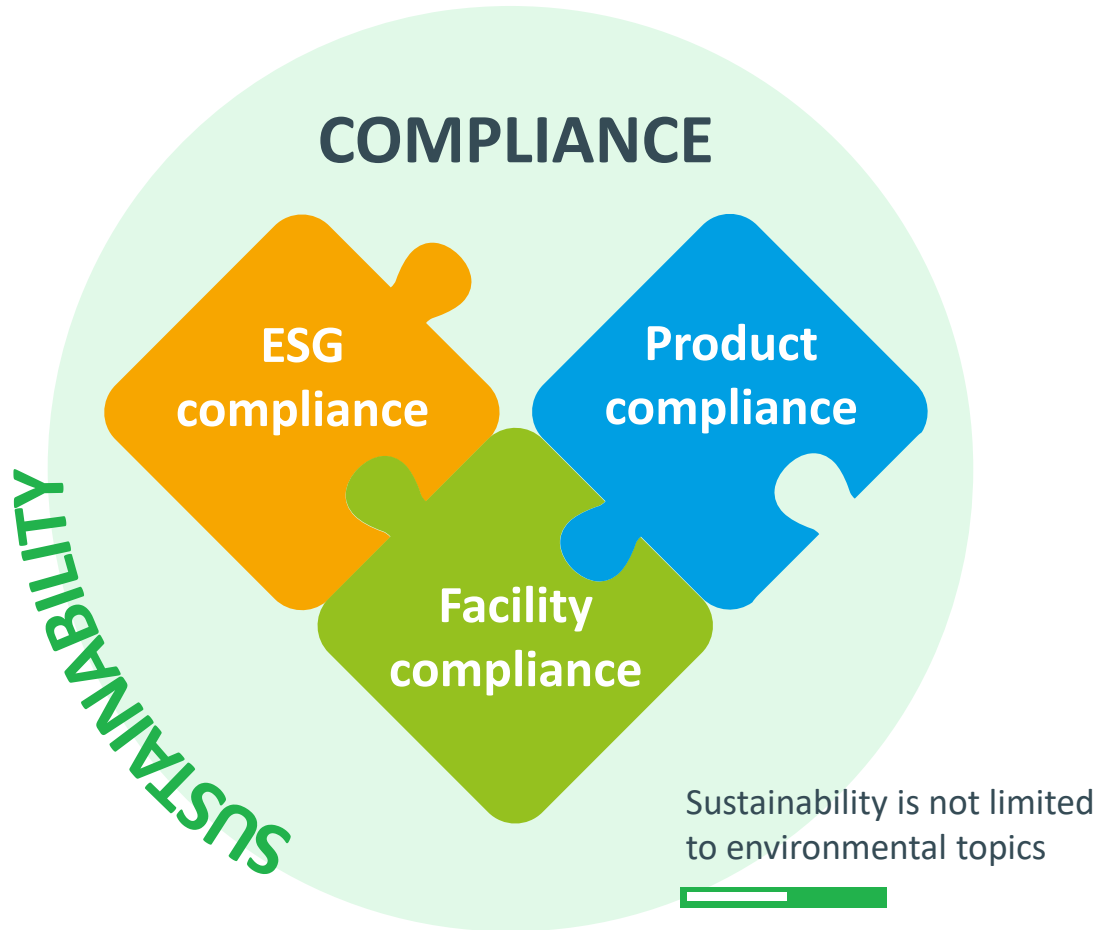 COMPLIANCE
ESG
compliance
Product
compliance
Facility
compliance
SUSTAINABILITY
Sustainability is not limited
to environmental topics